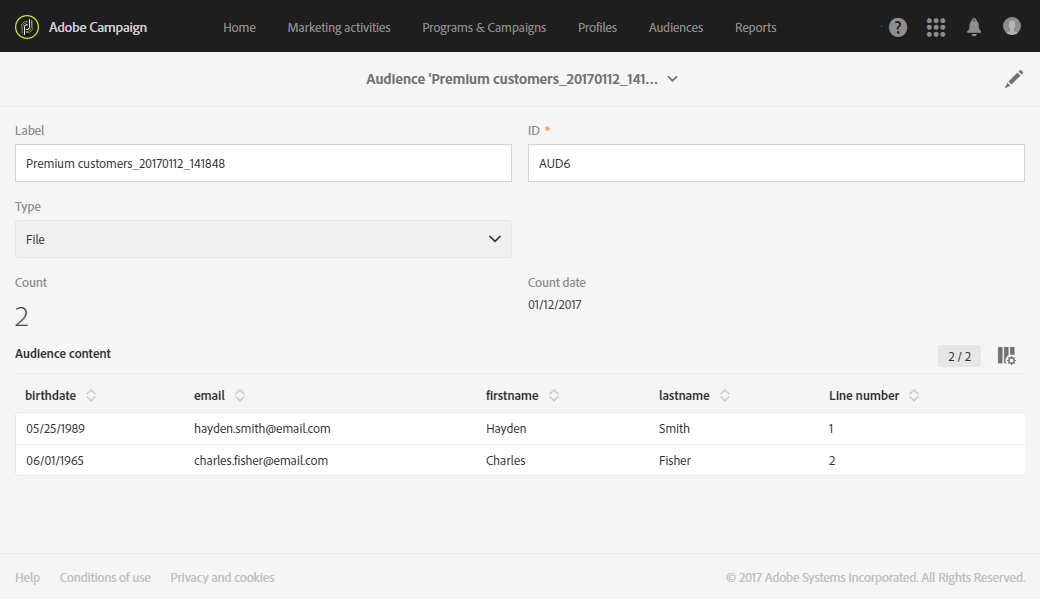 Adobe Campaign Home Marketing activities Programs & Campaigns Profiles Audiences Reports ?
Audience 'Premium customers_20170112_141...
Label ID *
Premium customers_20170112_141848 AUD6
Type
File
Count Count date
2 01/12/2017
Audience content 2 / 2
birthdate email firstname lastname Line number
05/25/1989 hayden.smith@email.com Hayden Smith 1
06/01/1965 charles.fisher@email.com Charles Fisher 2
Help Conditions of use Privacy and cookies © 2017 Adobe Systems Incorporated. All Rights Reserved.